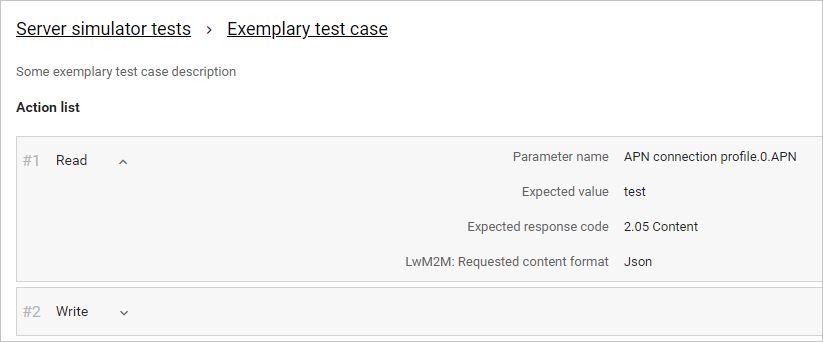 Server simulator tests > Exemplary test case
Some exemplary test case description
Action list
#1 Read
Parameter name APN connection profile.0.APN
Expected value test
Expected response code 2.05 Content
LwM2M: Requested content format Json
#2 Write